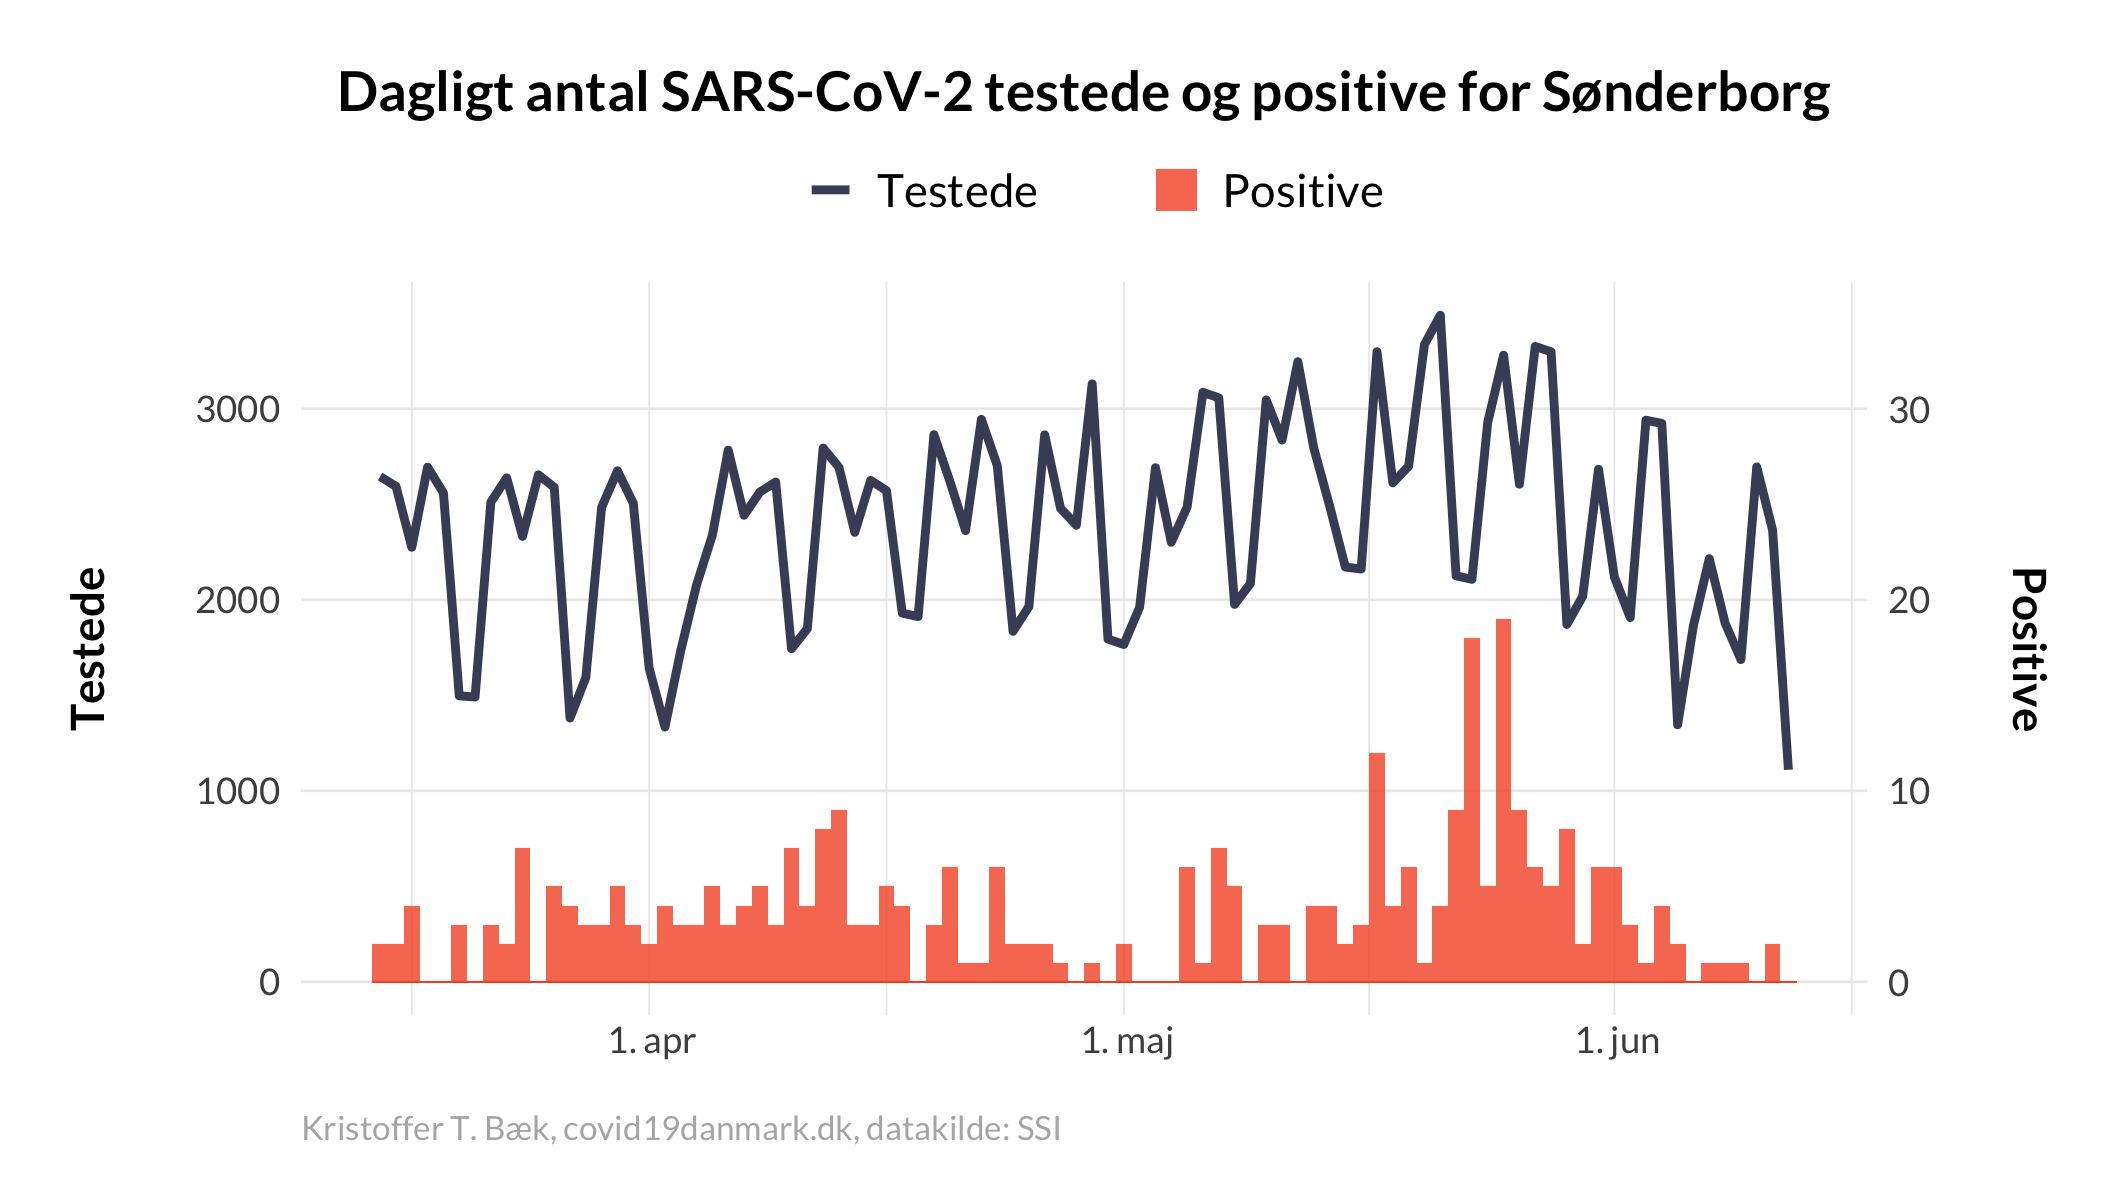 Dagligt antal SARS-CoV-2 testede og positive for Sønderborg
Testede
Positive
3000
2000
1000
0
Testede
30
20
10
0
Positive
1. apr
1. maj
1. jun
Kristoffer T. Bæk, covid19danmark.dk, datakilde: SSI